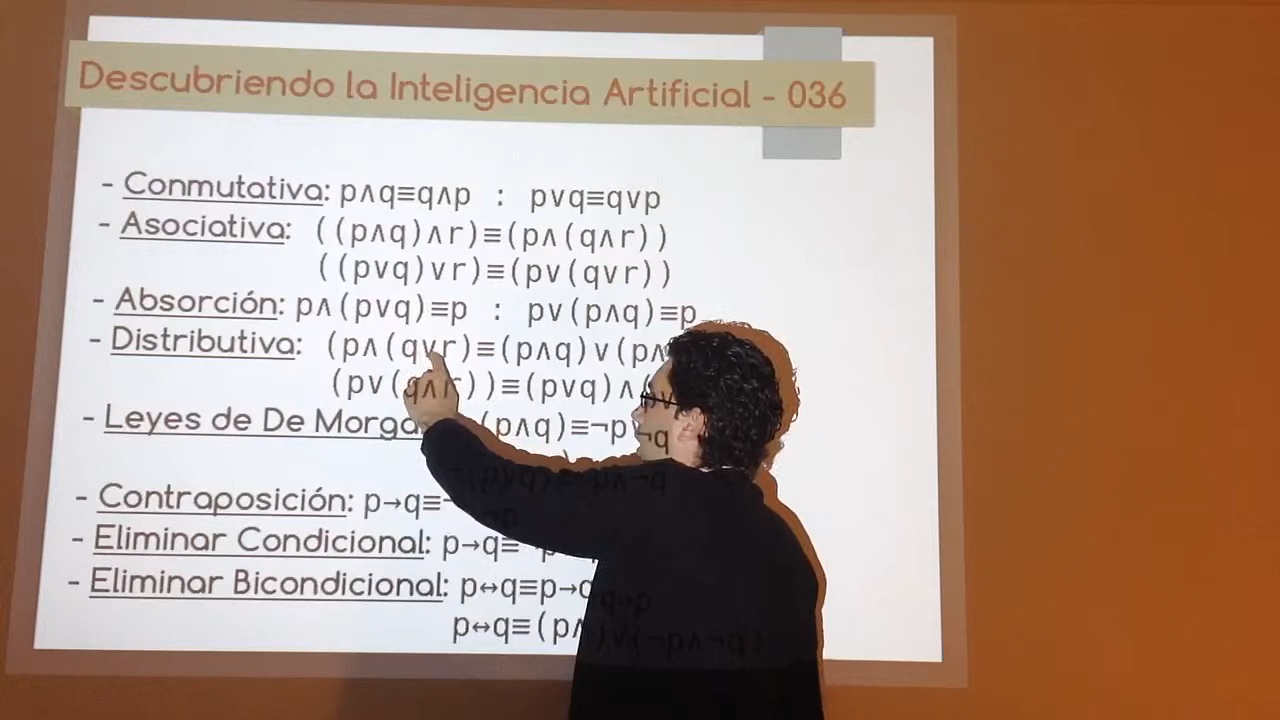 Descubriendo la Inteligencia Artificial - 036
- Conmutativa: p∧q≡q∧p : p∨q≡q∨p
- Asociativa: ((p∧q)∧r)≡(p∧(q∧r))
((p∨q)∨r)≡(p∨(q∨r))
- Absorción: p∧(p∨q)≡p : p∨(p∧q)≡p
- Distributiva: (p∧(q∨r)≡(p∧q)∨(p∧
(p∨(q∧r))≡(p∨q)∧(
- Leyes de De Morga (p∧q)≡¬p ¬q
- Contraposición: p→q≡
- Eliminar Condicional: p→q≡
- Eliminar Bicondicional: p↔q≡p→q
p↔q≡(p∧